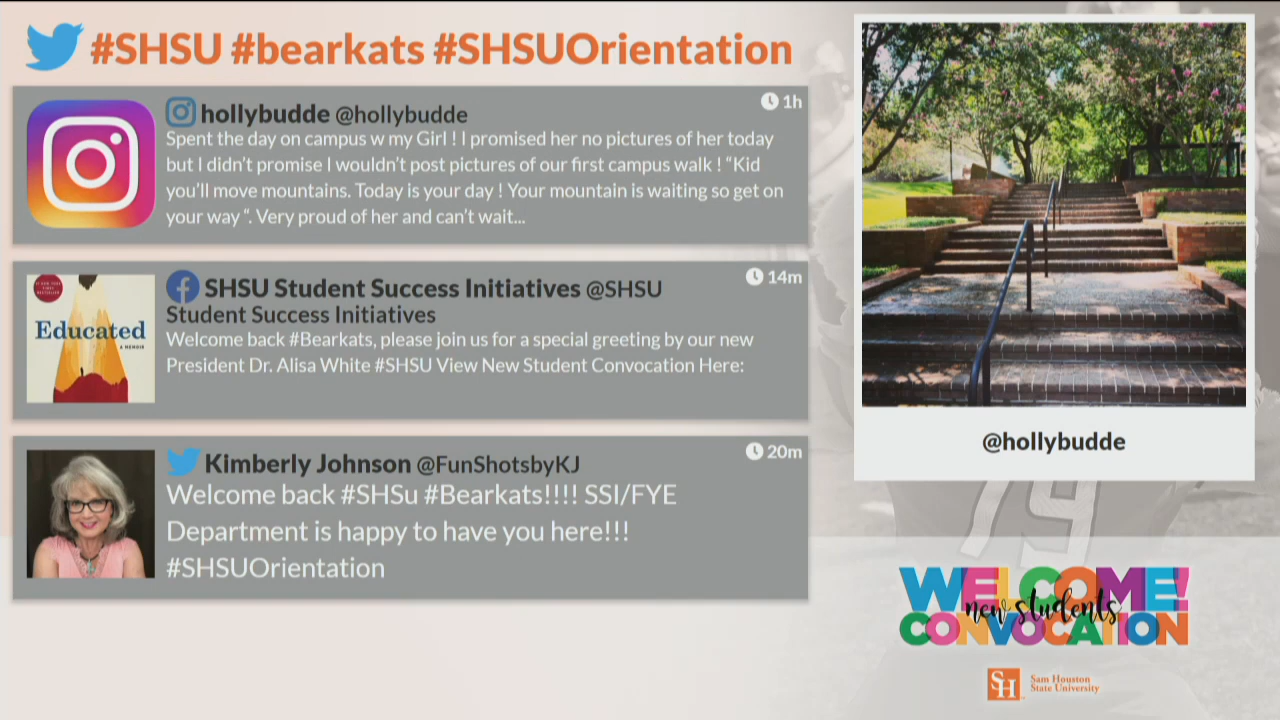 #SHSU #bearkats #SHSUOrientation
hollybudde @hollybudde
1h
Spent the day on campus w my Girl ! I promised her no pictures of her today
but I didn't promise I wouldn't post pictures of our first campus walk ! "Kid
you'll move mountains. Today is your day ! Your mountain is waiting so get on
your way ". Very proud of her and can't wait...
SHSU Student Success Initiatives @SHSU
Student Success Initiatives
14m
Welcome back #Bearkats, please join us for a special greeting by our new
President Dr. Alisa White #SHSU View New Student Convocation Here:
Educated
A MEMOIR
Kimberly Johnson @FunShotsbyKJ
20m
Welcome back #SHSu #Bearkats!!!! SSI/FYE
Department is happy to have you here!!!
#SHSUOrientation
@hollybudde
79
WELCOME!
new students
CONVOCATION
SH
Sam Houston
State University